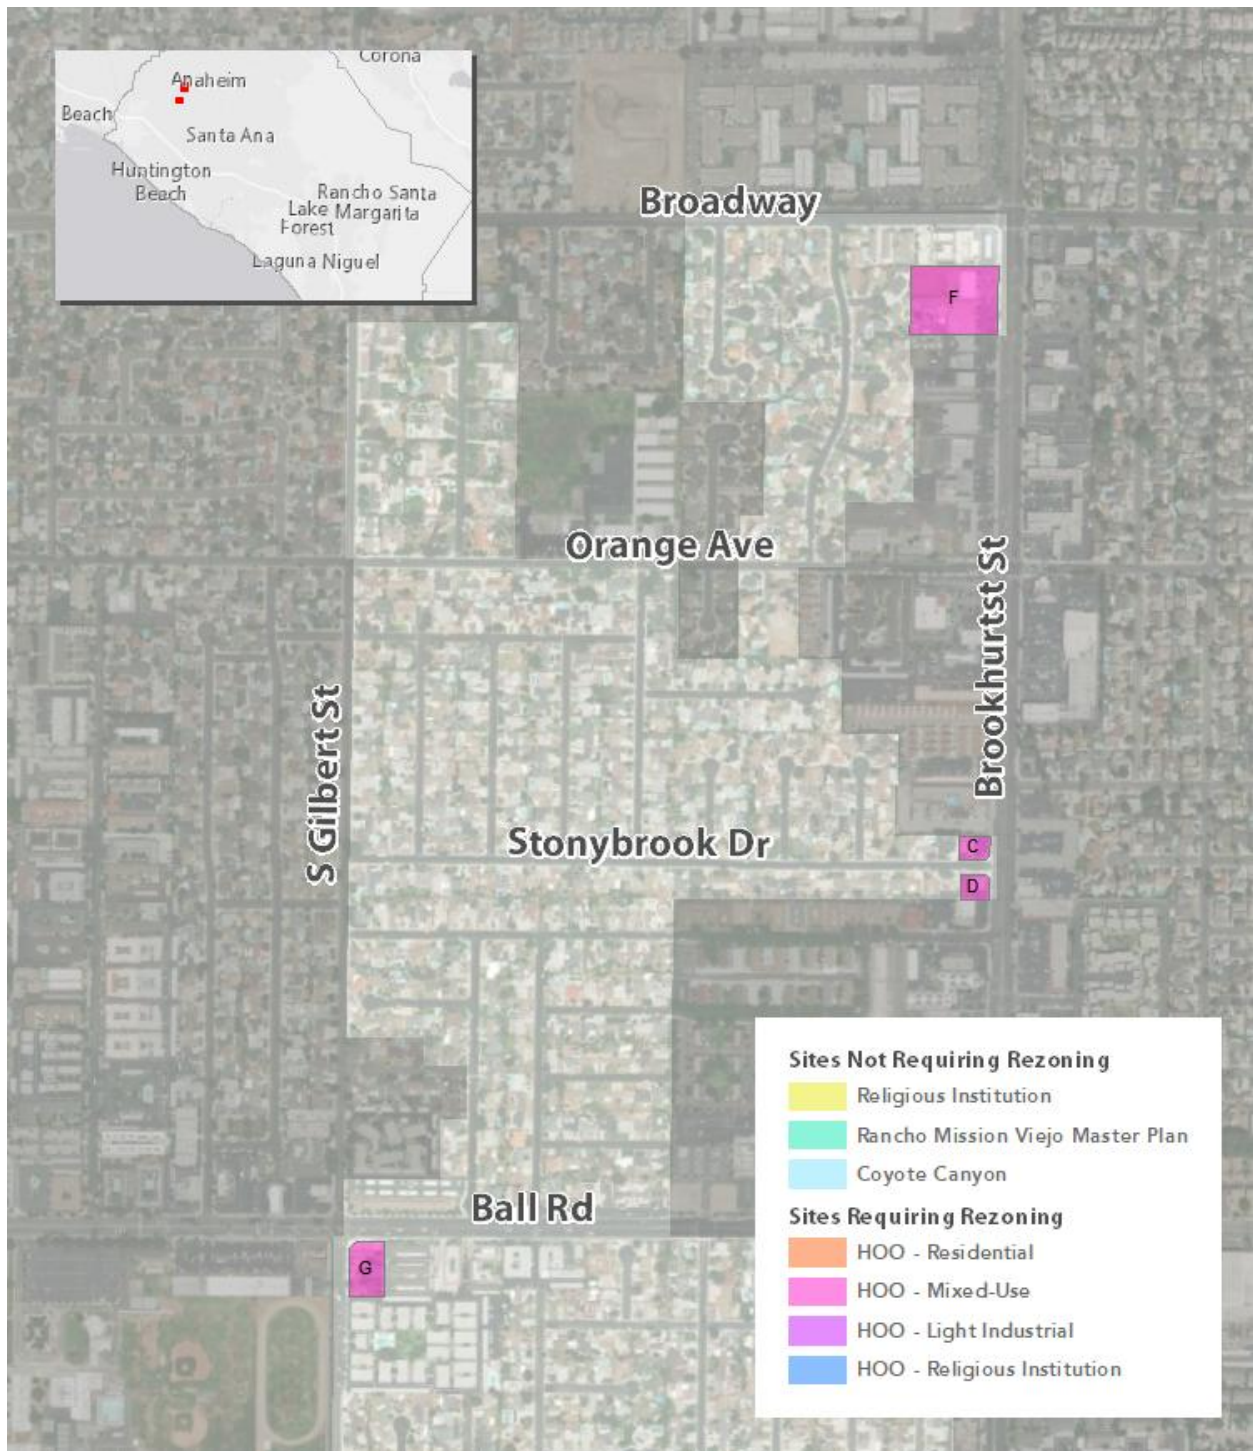 Corona
Anaheim
Beach
Santa Ana
Huntington
Beach
Rancho Santa
Lake Margarita
Forest
Laguna Niguel
Broadway
F
Orange Ave
Brookhurtst St
S Gilbert St
Stonybrook Dr
C
D
Ball Rd
G
Sites Not Requiring Rezoning
Religious Institution
Rancho Mission Viejo Master Plan
Coyote Canyon
Sites Requiring Rezoning
HOO - Residential
HOO - Mixed-Use
HOO - Light Industrial
HOO - Religious Institution